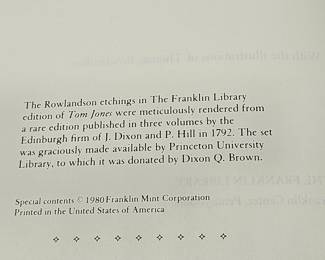 The Rowlandson etchings in The Franklin Library
edition of Tom Jones were meticulously rendered from
a rare edition published in three volumes by the
Edinburgh firm of J. Dixon and P. Hill in 1792. The set
was graciously made available by Princeton University
Library, to which it was donated by Dixon Q. Brown.
Special contents © 1980 Franklin Mint Corporation
Printed in the United States of America